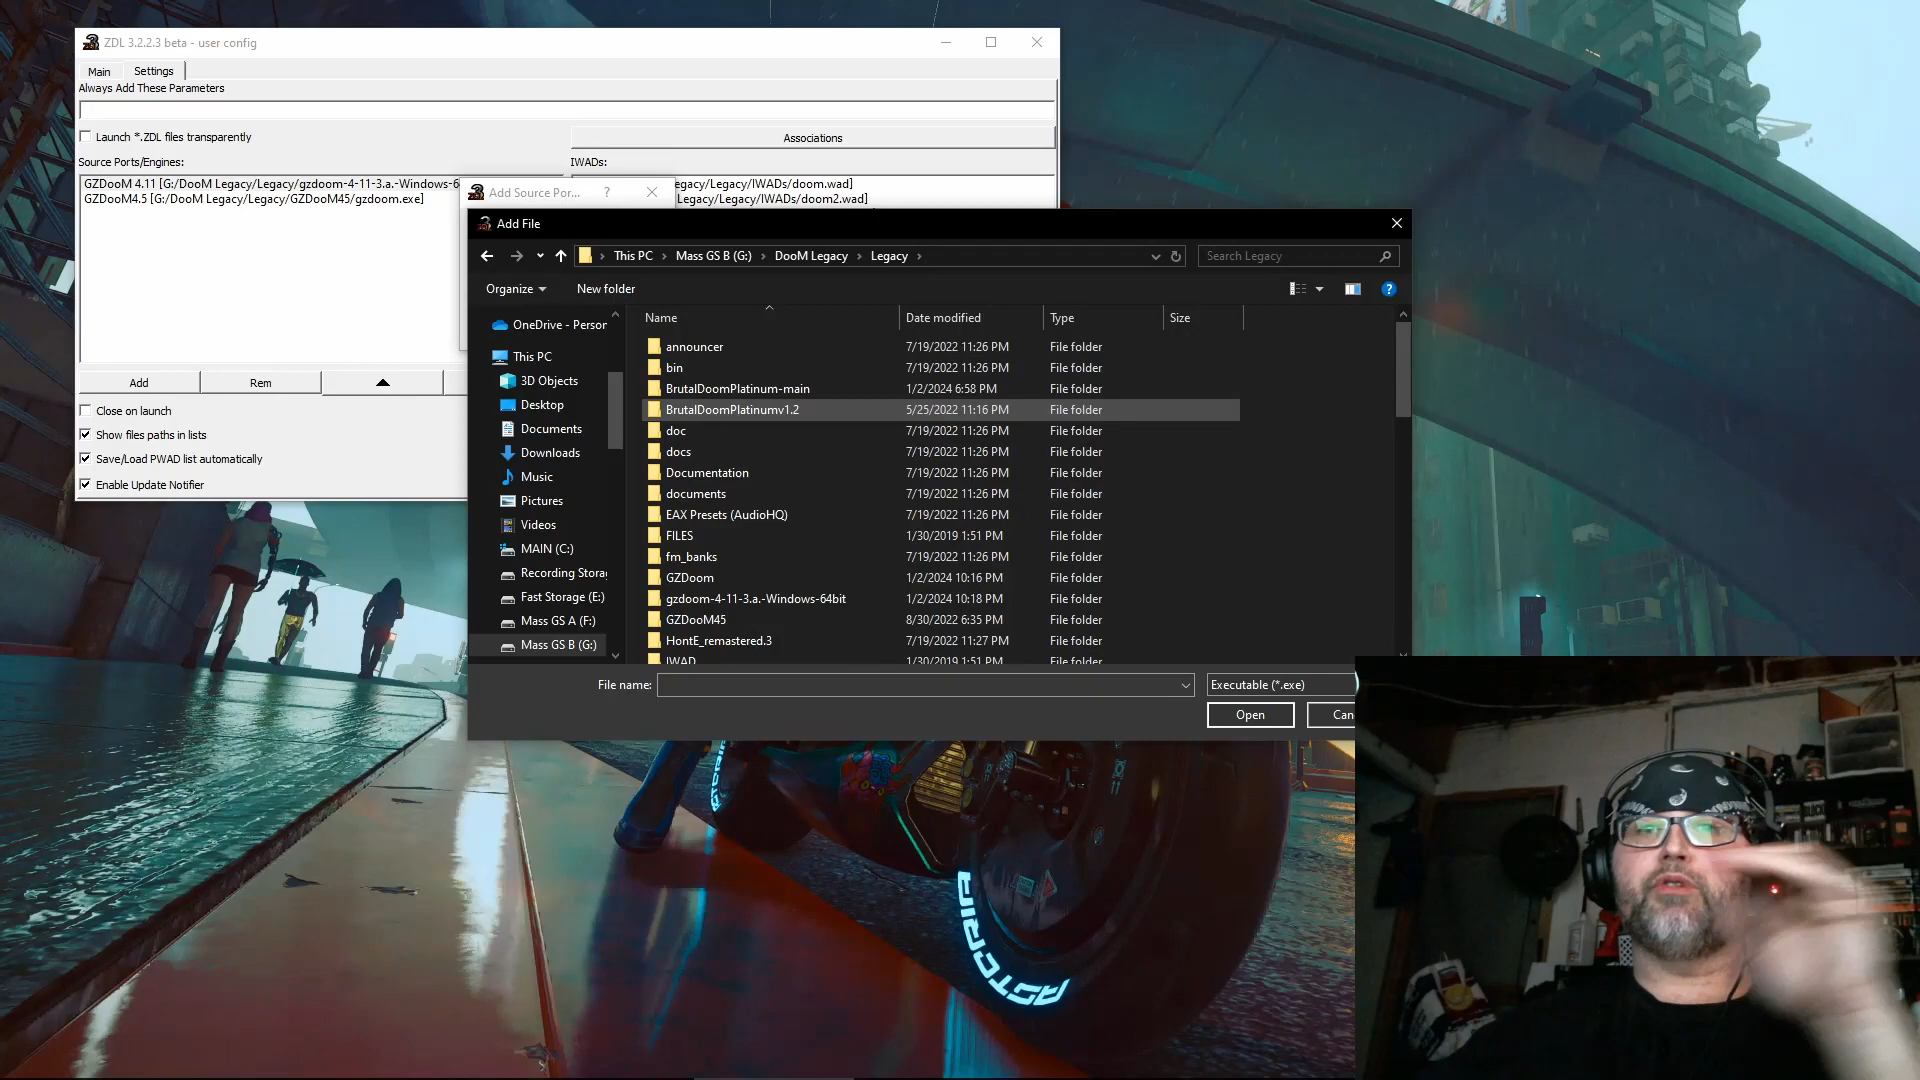 ZDL 3.2.2.3 beta - user config
Main
Settings
Always Add These Parameters
Launch *.ZDL files transparently
Associations
Source Ports/Engines:
IWADs:
GZDooM 4.11 [G:/DooM Legacy/Legacy/gzdoom-4-11-3.a.-Windows-6
GZDooM4.5 [G:/DooM Legacy/Legacy/GZDooM45/gzdoom.exe]
egacy/Legacy/IWADs/doom.wad]
Legacy/Legacy/IWADs/doom2.wad]
Add Source Por...
?
Add
Rem
Close on launch
Show files paths in lists
Save/Load PWAD list automatically
Enable Update Notifier
Add File
This PC > Mass GS B (G:) > DooM Legacy > Legacy >
Search Legacy
Organize
New folder
?
OneDrive - Person
This PC
3D Objects
Desktop
Documents
Downloads
Music
Pictures
Videos
MAIN (C:)
Recording Stora
Fast Storage (E:)
Mass GS A (F:)
Mass GS B (G:)
Name Date modified Type Size
announcer 7/19/2022 11:26 PM File folder
bin 7/19/2022 11:26 PM File folder
BrutalDoomPlatinum-main 1/2/2024 6:58 PM File folder
BrutalDoomPlatinumv1.2 5/25/2022 11:16 PM File folder
doc 7/19/2022 11:26 PM File folder
docs 7/19/2022 11:26 PM File folder
Documentation 7/19/2022 11:26 PM File folder
documents 7/19/2022 11:26 PM File folder
EAX Presets (AudioHQ) 7/19/2022 11:26 PM File folder
FILES 1/30/2019 1:51 PM File folder
fm_banks 7/19/2022 11:26 PM File folder
GZDoom 1/2/2024 10:16 PM File folder
gzdoom-4-11-3.a.-Windows-64bit 1/2/2024 10:18 PM File folder
GZDooM45 8/30/2022 6:35 PM File folder
HontE_remastered.3 7/19/2022 11:27 PM File folder
IWAD 1/30/2019 1:51 PM File folder
File name:
Executable (*.exe)
Open
Can